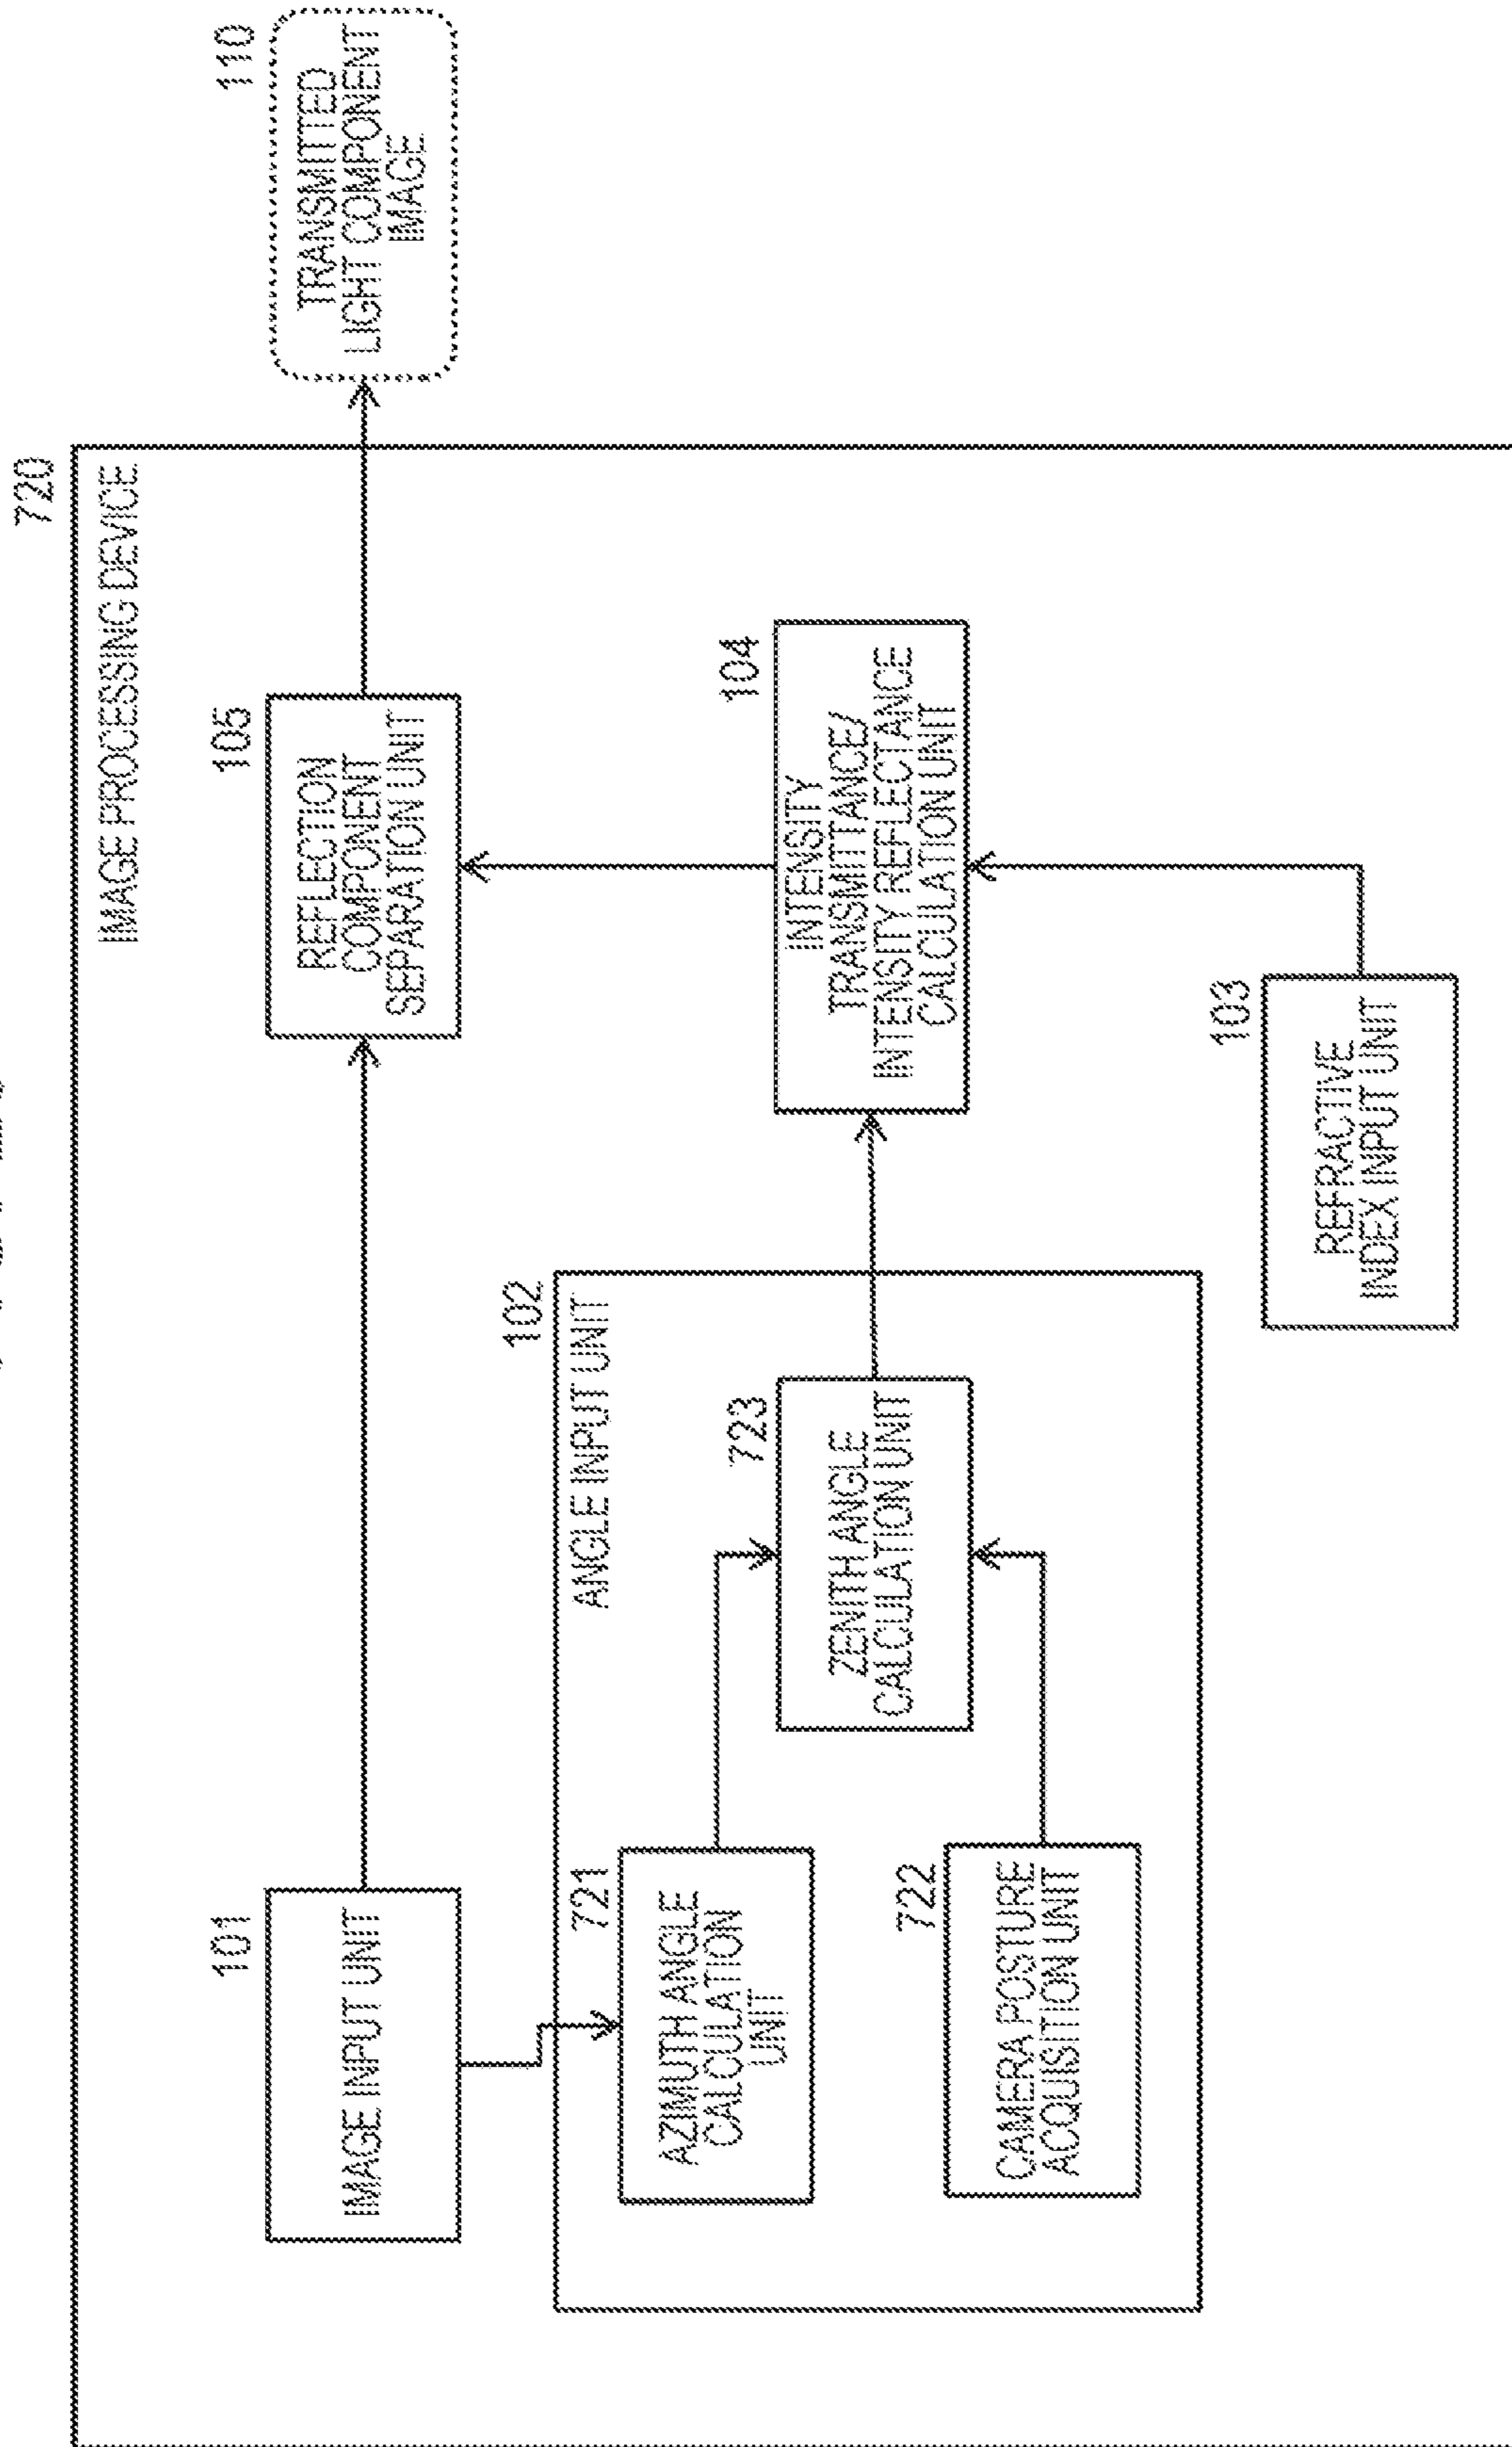 720
IMAGE PROCESSING DEVICE
101
IMAGE INPUT UNIT
105
REFLECTION
COMPONENT
SEPARATION UNIT
110
TRANSMITTED
LIGHT COMPONENT
IMAGE
102
ANGLE INPUT UNIT
721
AZIMUTH ANGLE
CALCULATION
UNIT
723
ZENITH ANGLE
CALCULATION UNIT
722
CAMERA POSTURE
ACQUISITION UNIT
104
INTENSITY
TRANSMITTANCE/
INTENSITY REFLECTANCE
CALCULATION UNIT
103
REFRACTIVE
INDEX INPUT UNIT